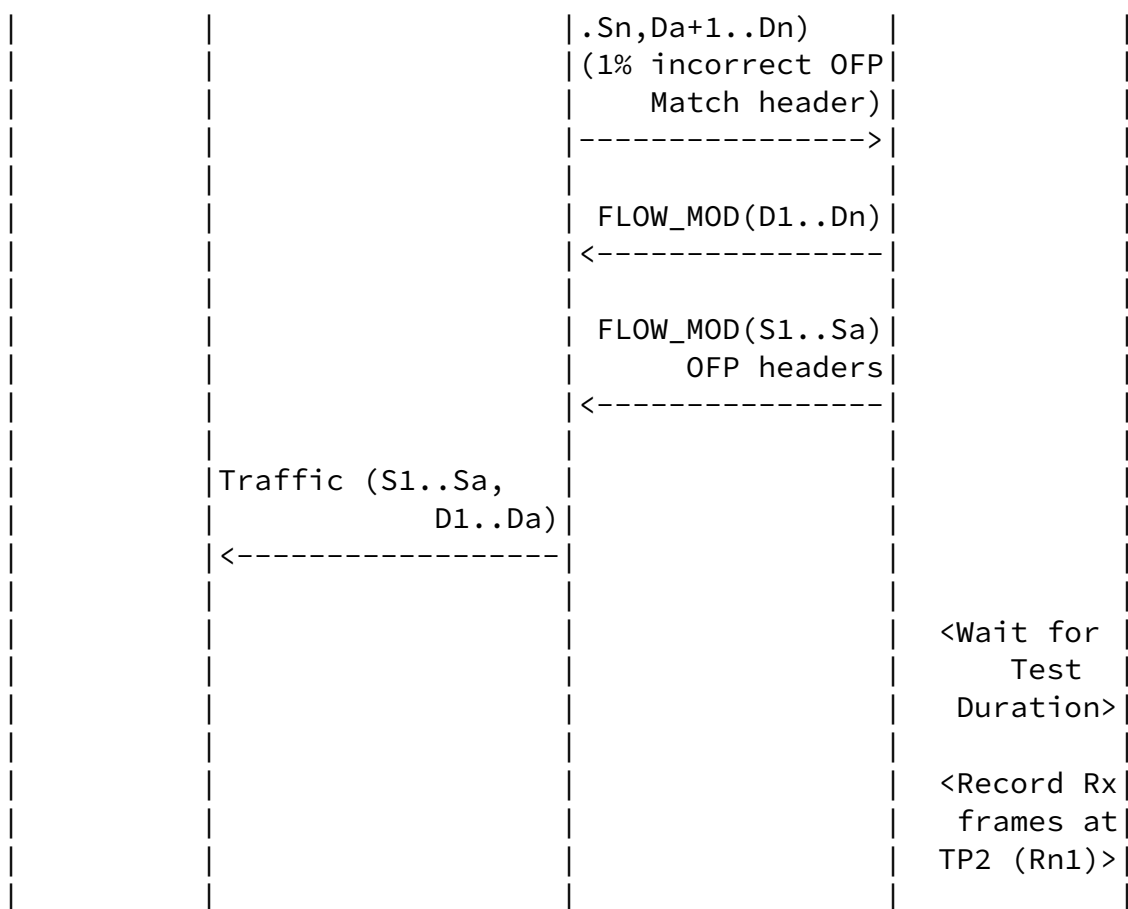 .Sn,Da+1..Dn)
(1% incorrect OFP
Match header)
---------------->
FLOW_MOD(D1..Dn)
<----------------
FLOW_MOD(S1..Sa)
OFP headers
<----------------
Traffic (S1..Sa,
D1..Da)
<------------------
<Wait for
Test
Duration>
<Record Rx
frames at
TP2 (Rn1)>